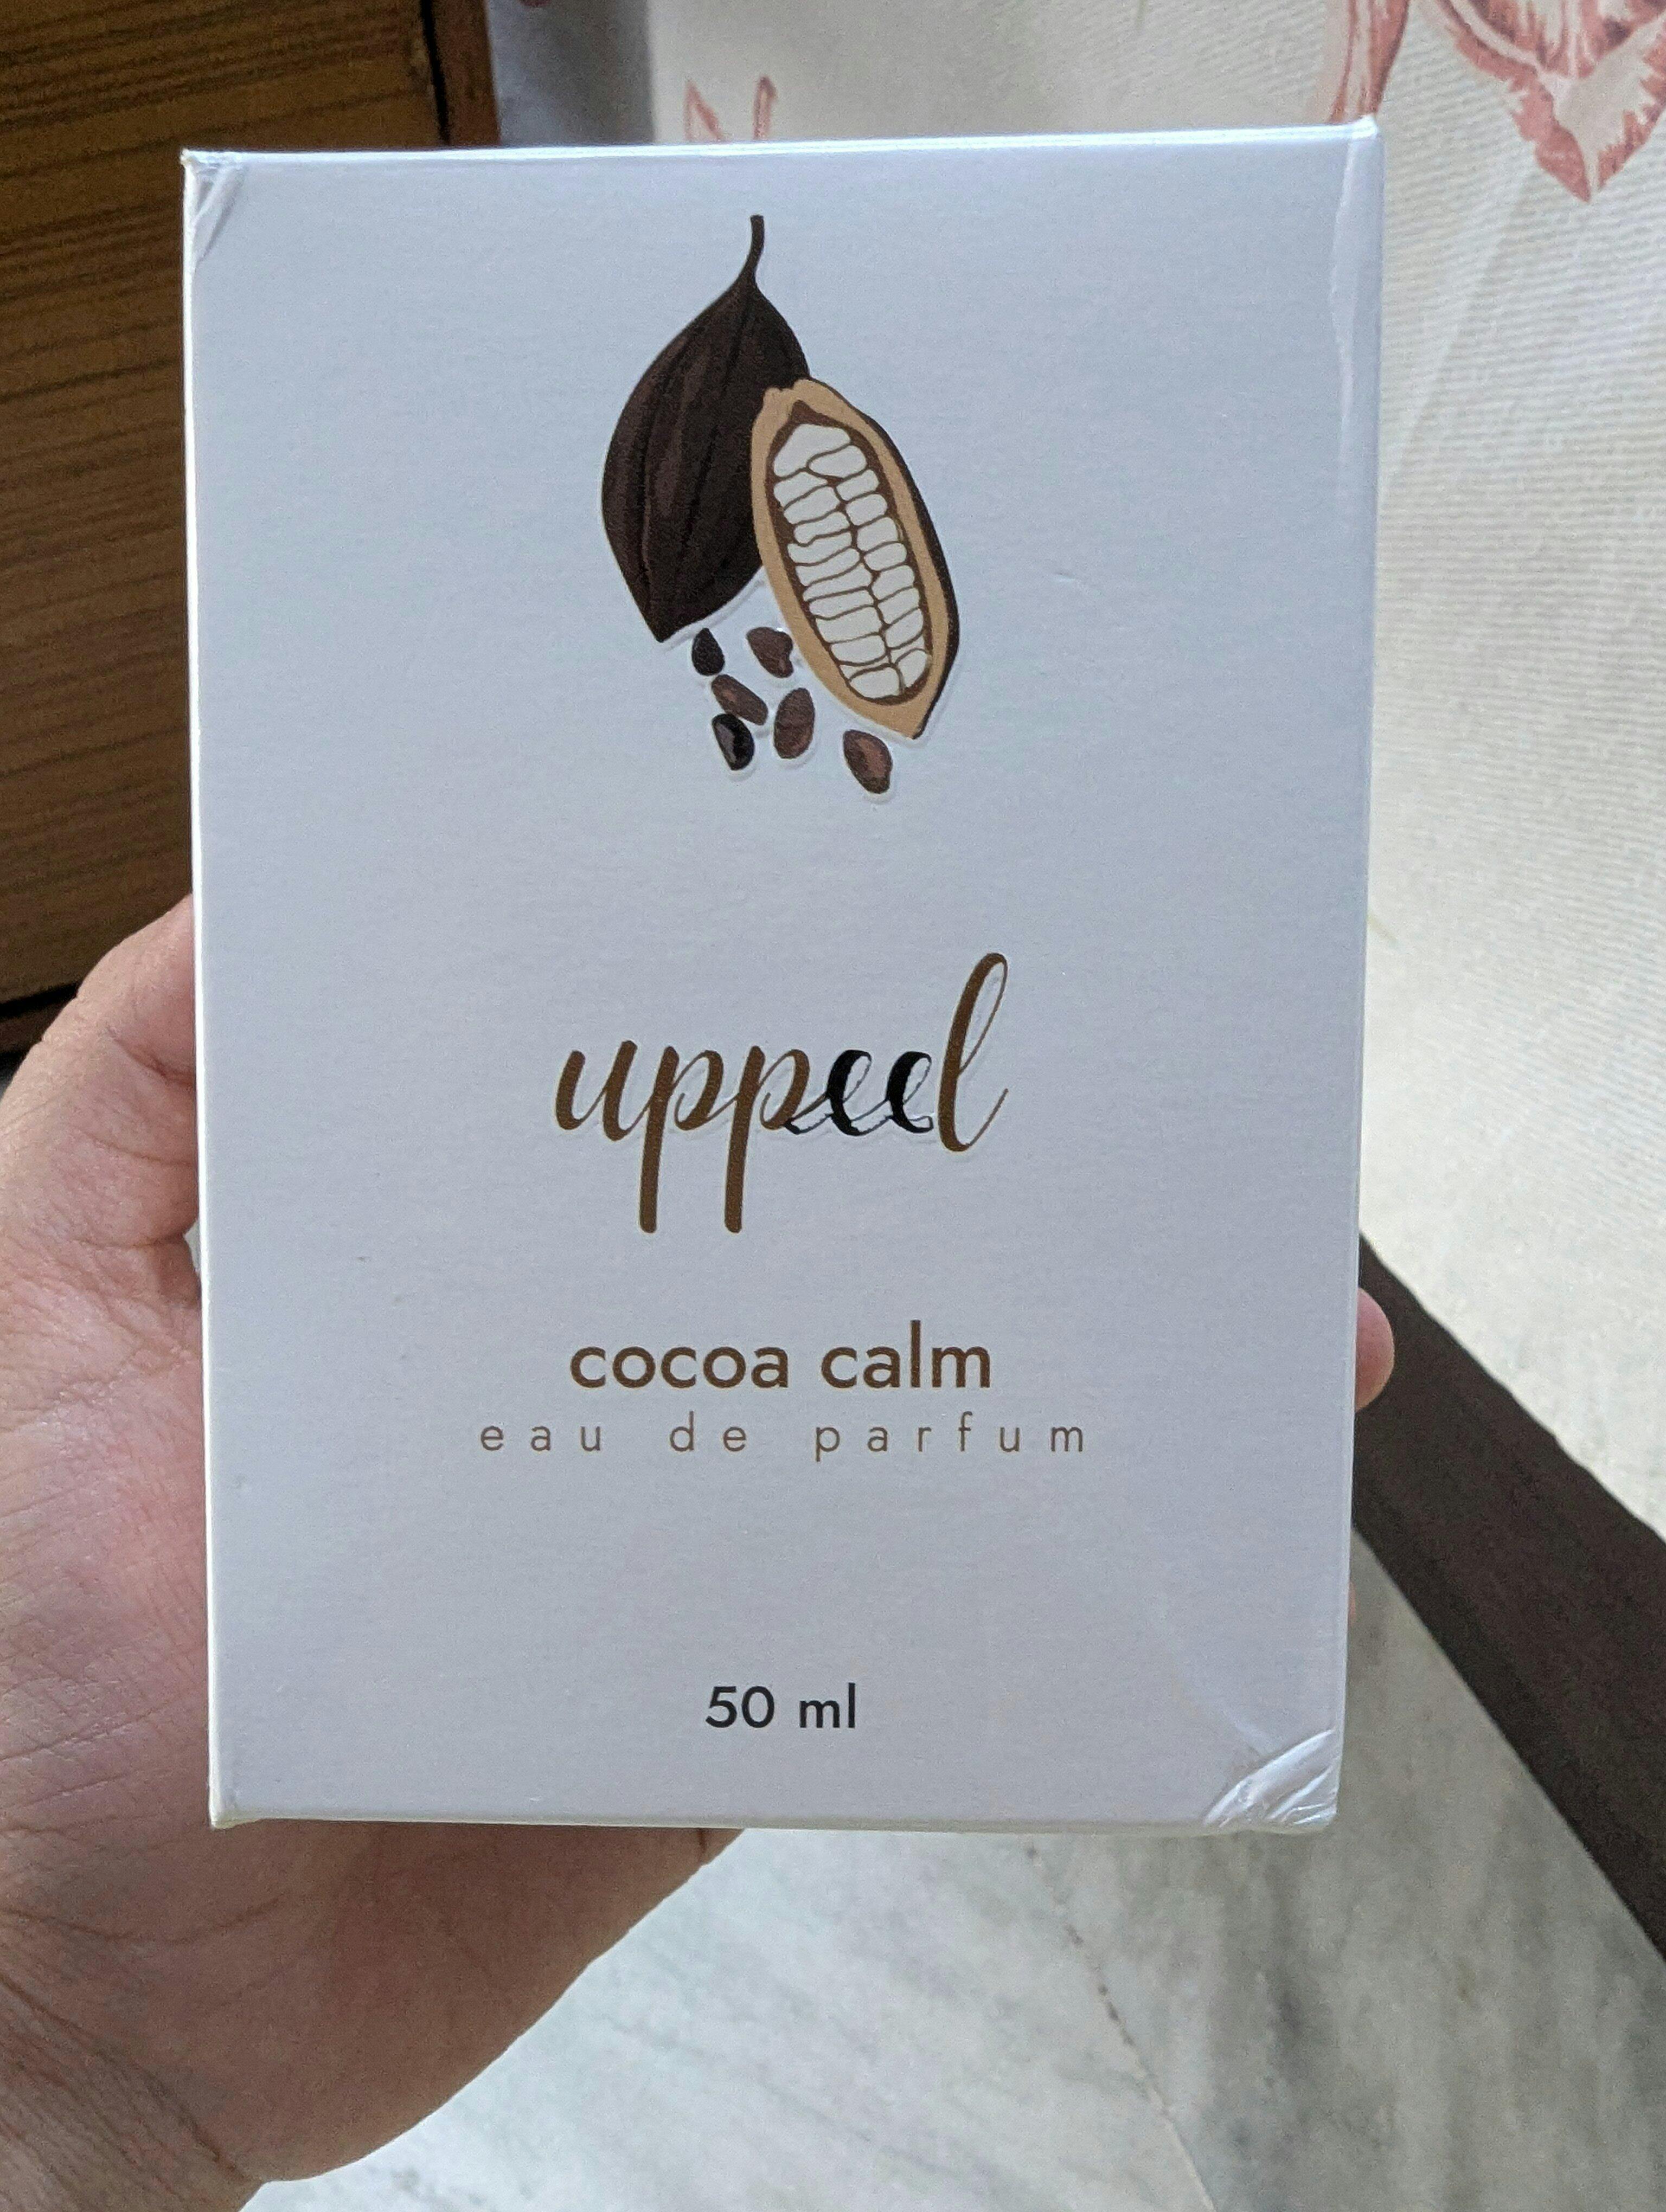 uppeel
cocoa calm
eau de parfum
50 ml